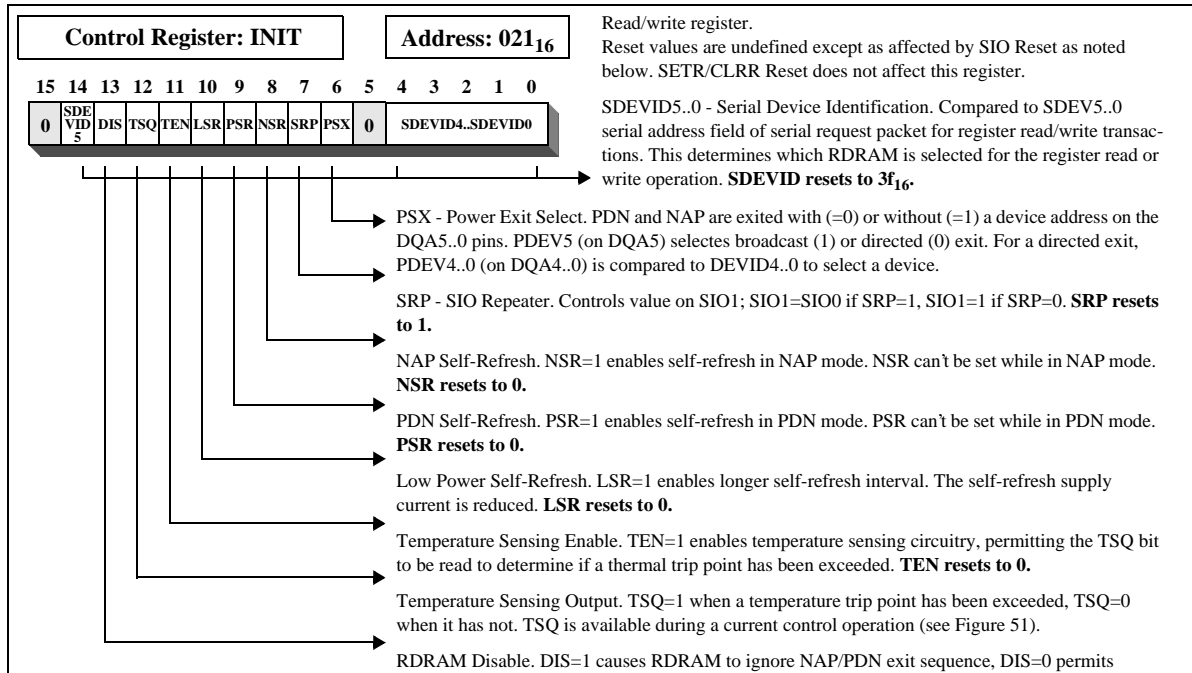 Control Register: INIT
Address: 021₁₆
15 14 13 12 11 10 9 8 7 6 5 4 3 2 1 0
0 SDE VID 5 DIS TSQ TEN LSR PSR NSR SRP PSX 0 SDEVID4..SDEVID0
Read/write register.
Reset values are undefined except as affected by SIO Reset as noted
below. SETR/CLRR Reset does not affect this register.
SDEVID5..0 - Serial Device Identification. Compared to SDEV5..0
serial address field of serial request packet for register read/write transac-
tions. This determines which RDRAM is selected for the register read or
write operation. SDEVID resets to 3f₁₆.
PSX - Power Exit Select. PDN and NAP are exited with (=0) or without (=1) a device address on the
DQA5..0 pins. PDEV5 (on DQA5) selectes broadcast (1) or directed (0) exit. For a directed exit,
PDEV4..0 (on DQA4..0) is compared to DEVID4..0 to select a device.
SRP - SIO Repeater. Controls value on SIO1; SIO1=SIO0 if SRP=1, SIO1=1 if SRP=0. SRP resets
to 1.
NAP Self-Refresh. NSR=1 enables self-refresh in NAP mode. NSR can't be set while in NAP mode.
NSR resets to 0.
PDN Self-Refresh. PSR=1 enables self-refresh in PDN mode. PSR can't be set while in PDN mode.
PSR resets to 0.
Low Power Self-Refresh. LSR=1 enables longer self-refresh interval. The self-refresh supply
current is reduced. LSR resets to 0.
Temperature Sensing Enable. TEN=1 enables temperature sensing circuitry, permitting the TSQ bit
to be read to determine if a thermal trip point has been exceeded. TEN resets to 0.
Temperature Sensing Output. TSQ=1 when a temperature trip point has been exceeded, TSQ=0
when it has not. TSQ is available during a current control operation (see Figure 51).
RDRAM Disable. DIS=1 causes RDRAM to ignore NAP/PDN exit sequence, DIS=0 permits